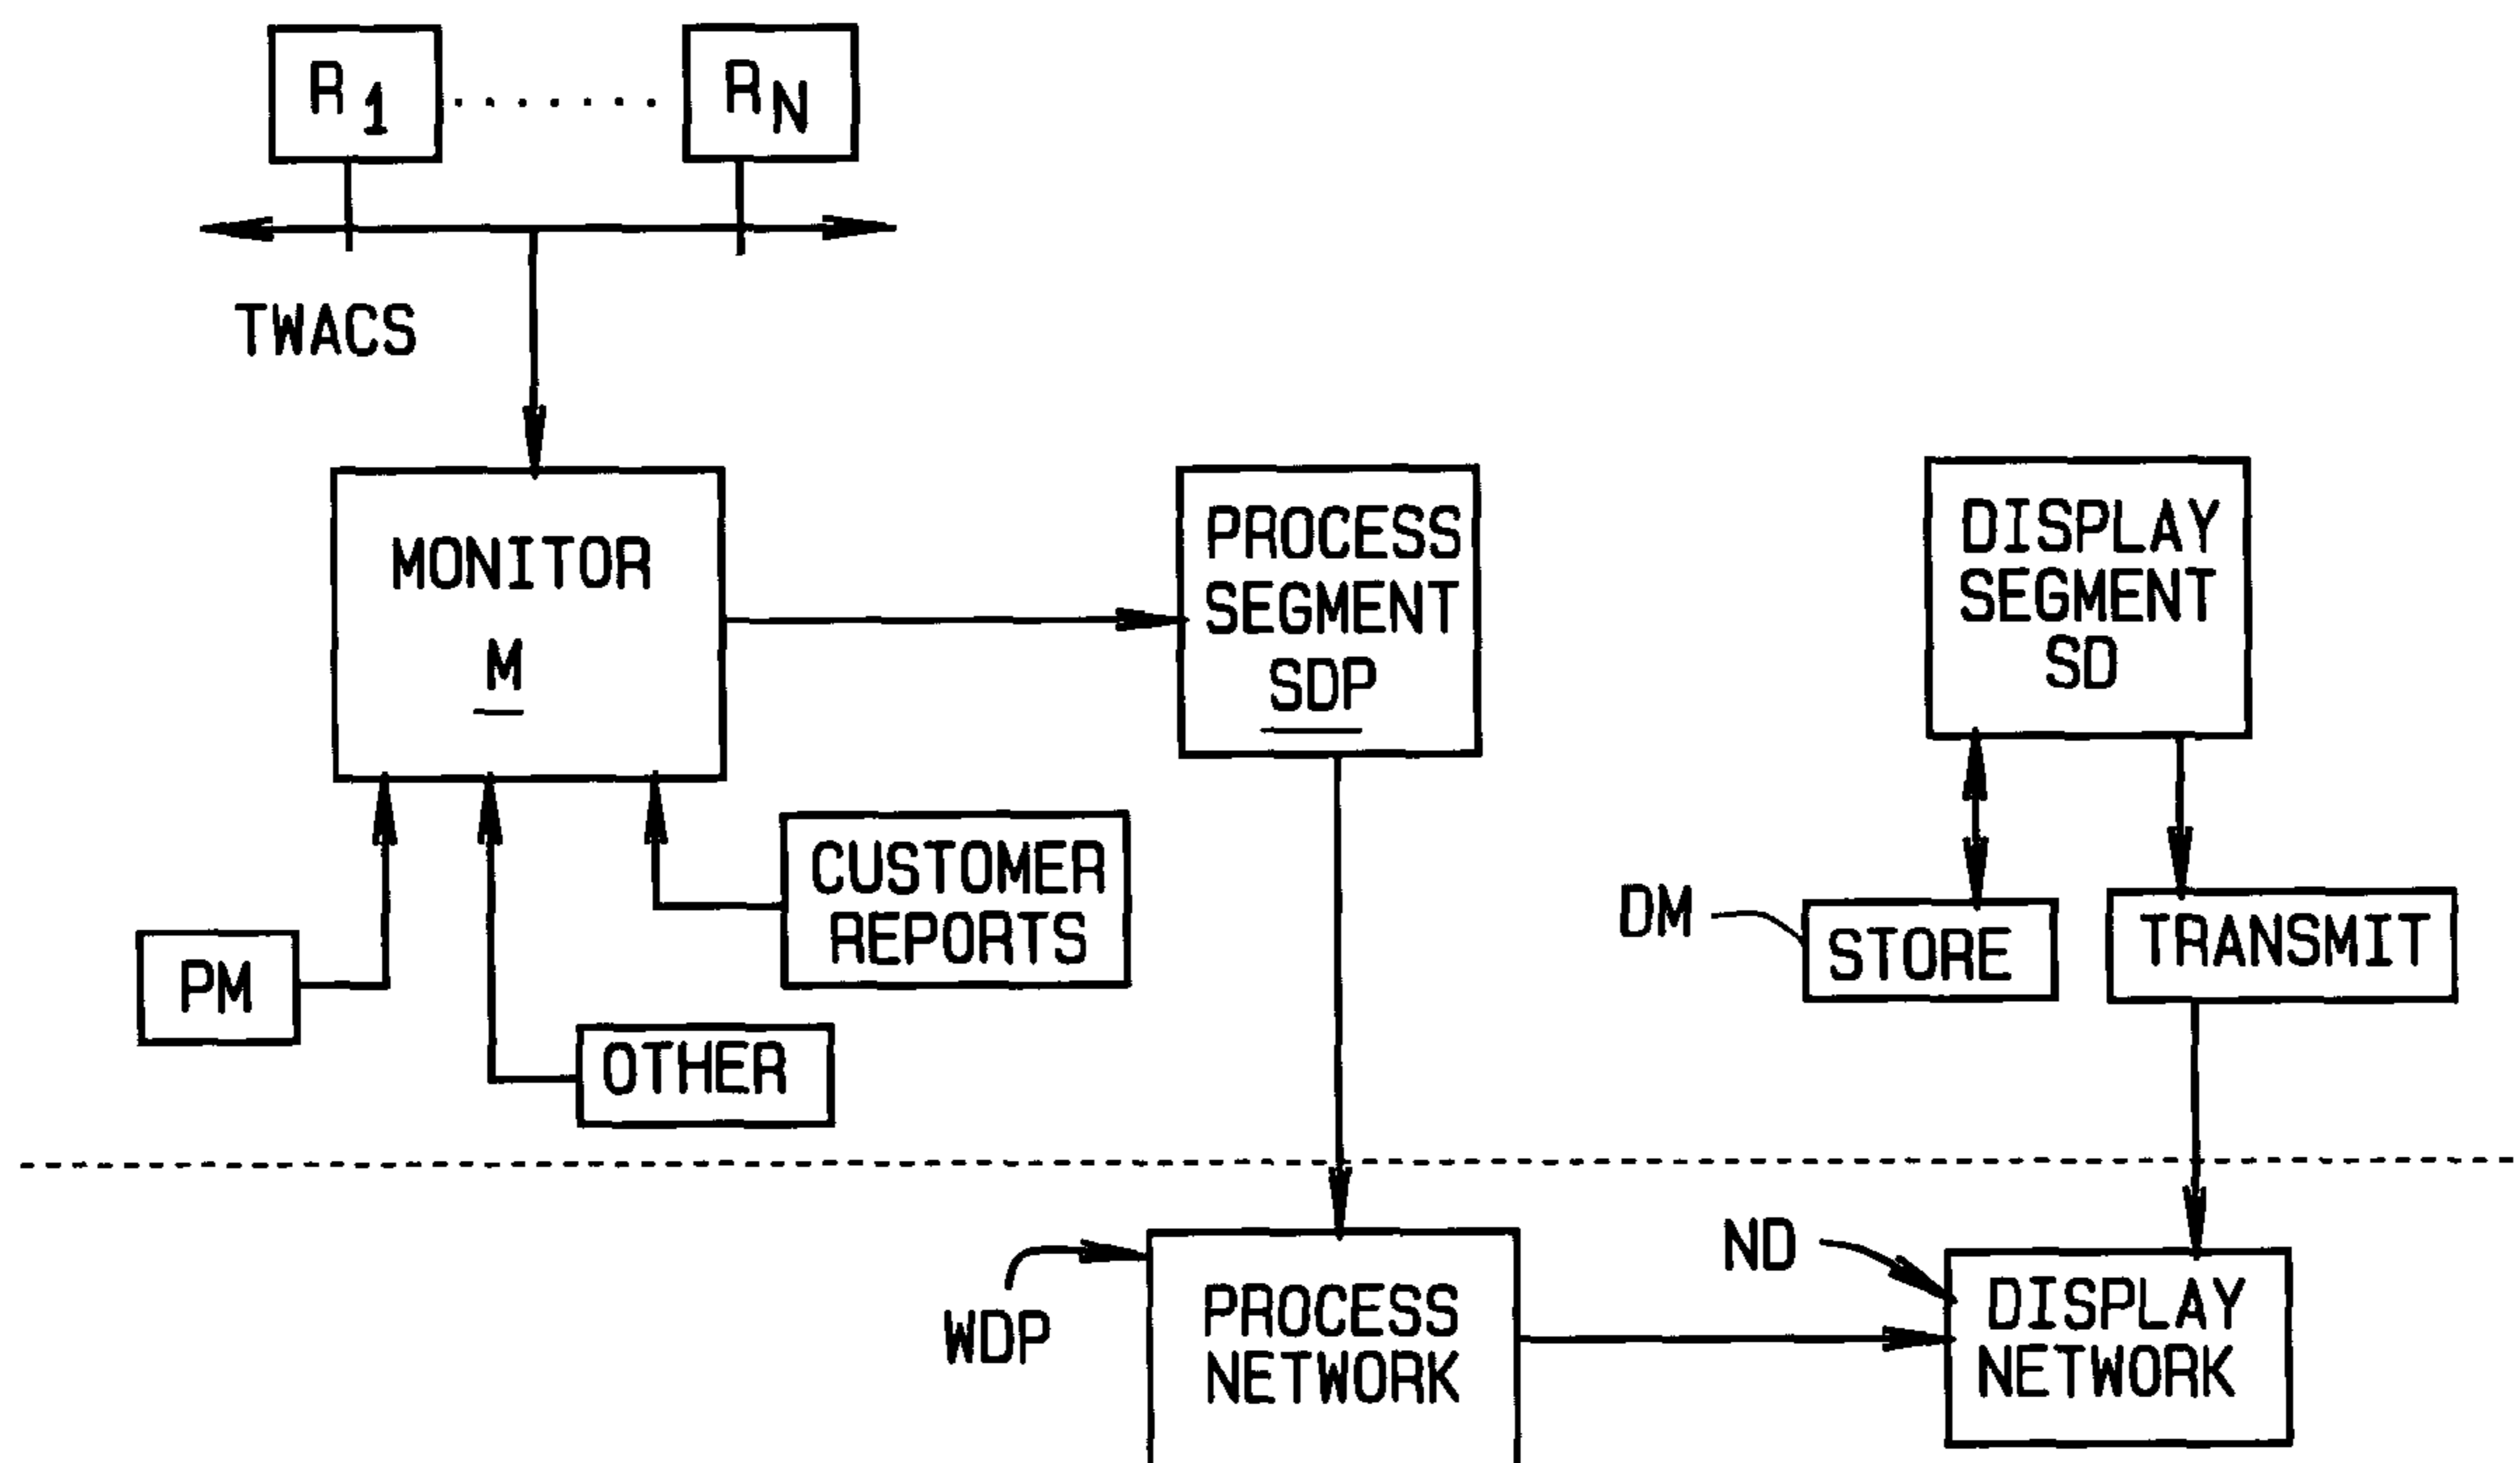 R1 ....... RN
TWACS
MONITOR
M
PROCESS
SEGMENT
SDP
DISPLAY
SEGMENT
SD
CUSTOMER
REPORTS
PM
OTHER
DM
STORE
TRANSMIT
WDP
PROCESS
NETWORK
ND
DISPLAY
NETWORK